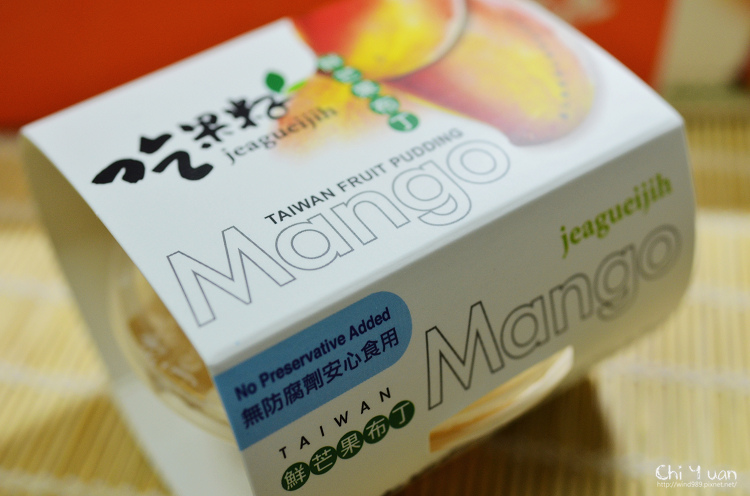 吃果籽
jeagueijih
鮮芒果布丁
TAIWAN FRUIT PUDDING
Mango
jeagueijih
Mango
No Preservative Added
無防腐劑安心食用
TAIWAN
鮮芒果布丁
Chi Yuan